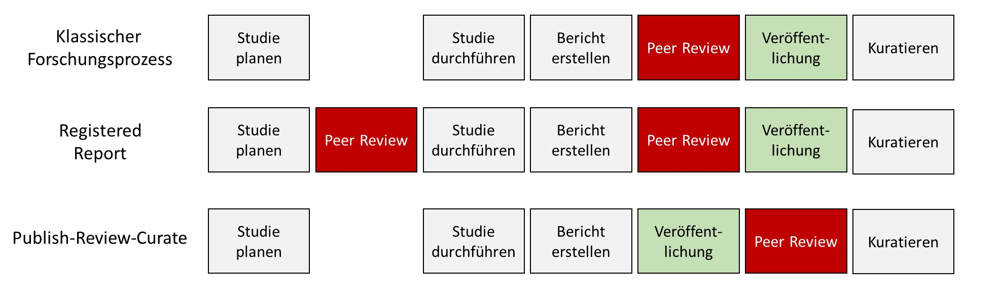 Klassischer
Forschungsprozess
Studie
planen
Studie
durchführen
Bericht
erstellen
Peer Review
Veröffent-
lichung
Kuratieren
Registered
Report
Studie
planen
Peer Review
Studie
durchführen
Bericht
erstellen
Peer Review
Veröffent-
lichung
Kuratieren
Publish-Review-Curate
Studie
planen
Studie
durchführen
Bericht
erstellen
Veröffent-
lichung
Peer Review
Kuratieren